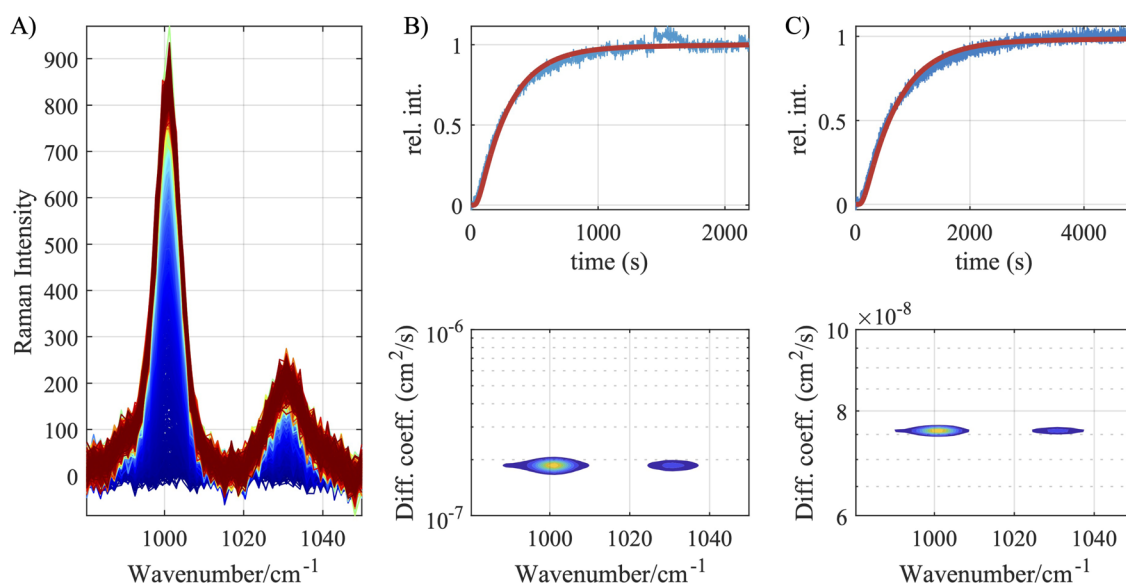 A)
900
800
700
600
500
400
300
200
100
0
Raman Intensity
1000
1020
1040
Wavenumber/cm⁻¹
B)
1
0.5
0
rel. int.
0
1000
2000
time (s)
10⁻⁶
10⁻⁷
Diff. coeff. (cm²/s)
1000
1020
1040
Wavenumber/cm⁻¹
C)
1
0.5
0
rel. int.
0
2000
4000
time (s)
×10⁻⁸
10
8
6
Diff. coeff. (cm²/s)
1000
1020
1040
Wavenumber/cm⁻¹